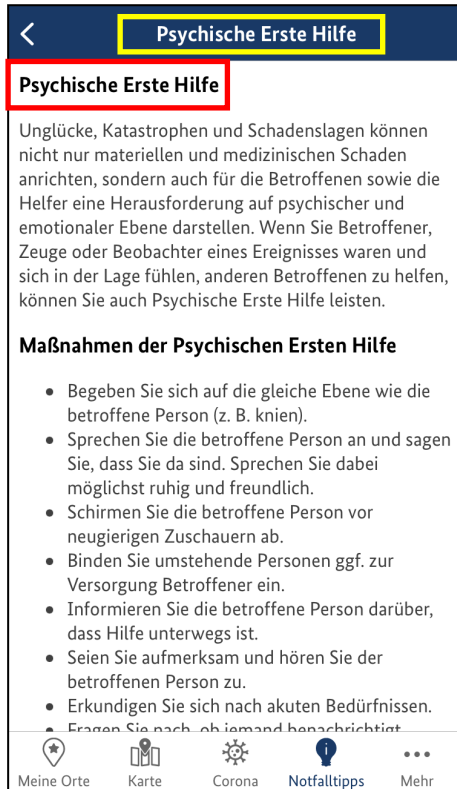 Psychische Erste Hilfe
Psychische Erste Hilfe
Unglücke, Katastrophen und Schadenslagen können
nicht nur materiellen und medizinischen Schaden
anrichten, sondern auch für die Betroffenen sowie die
Helfer eine Herausforderung auf psychischer und
emotionaler Ebene darstellen. Wenn Sie Betroffener,
Zeuge oder Beobachter eines Ereignisses waren und
sich in der Lage fühlen, anderen Betroffenen zu helfen,
können Sie auch Psychische Erste Hilfe leisten.
Maßnahmen der Psychischen Ersten Hilfe
• Begeben Sie sich auf die gleiche Ebene wie die
betroffene Person (z. B. knien).
• Sprechen Sie die betroffene Person an und sagen
Sie, dass Sie da sind. Sprechen Sie dabei
möglichst ruhig und freundlich.
• Schirmen Sie die betroffene Person vor
neugierigen Zuschauern ab.
• Binden Sie umstehende Personen ggf. zur
Versorgung Betroffener ein.
• Informieren Sie die betroffene Person darüber,
dass Hilfe unterwegs ist.
• Seien Sie aufmerksam und hören Sie der
betroffenen Person zu.
• Erkundigen Sie sich nach akuten Bedürfnissen.
• Fragen Sie nach, ob jemand benachrichtigt
Meine Orte Karte Corona Notfalltipps Mehr